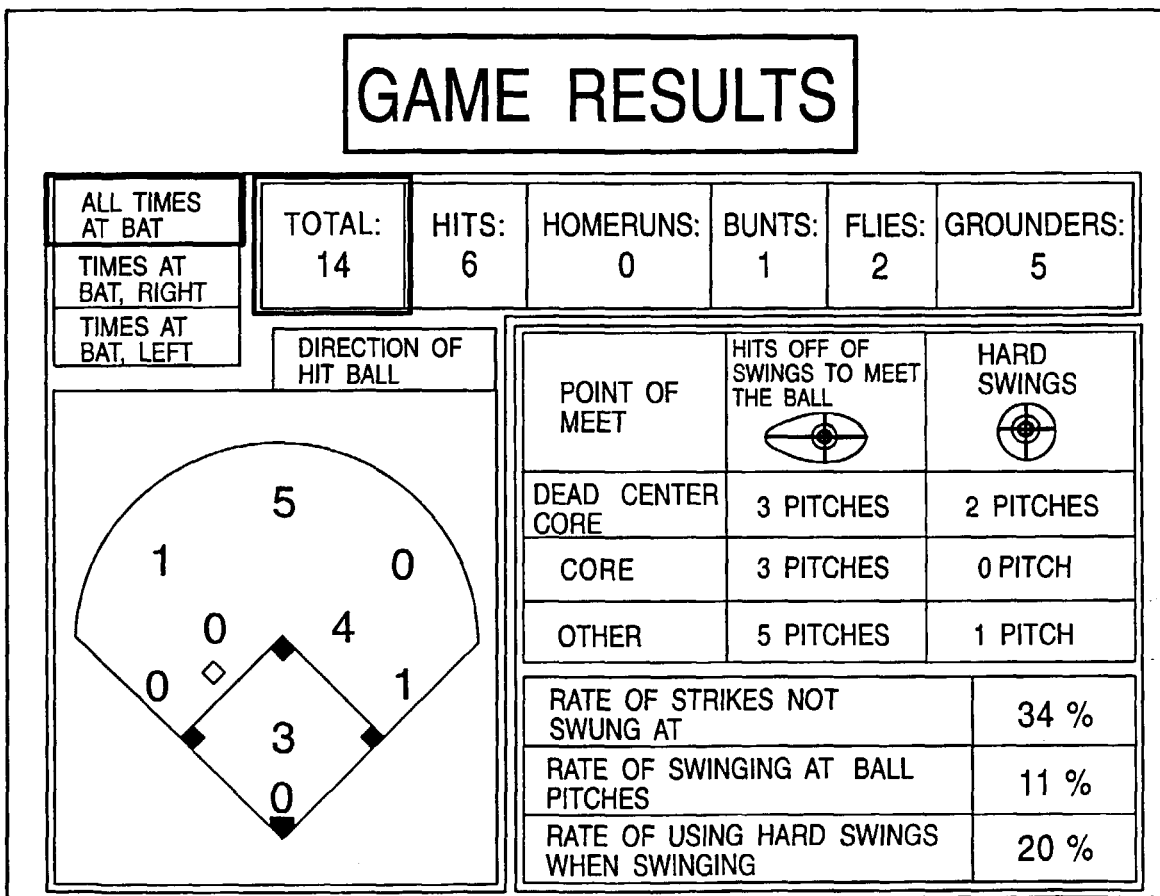 GAME RESULTS
ALL TIMES
AT BAT
TIMES AT
BAT, RIGHT
TIMES AT
BAT, LEFT
TOTAL:
14
HITS:
6
HOMERUNS:
0
BUNTS:
1
FLIES:
2
GROUNDERS:
5
DIRECTION OF
HIT BALL
5
1
0
0
4
0
1
3
0
POINT OF
MEET
HITS OFF OF
SWINGS TO MEET
THE BALL
HARD
SWINGS
DEAD CENTER
CORE
3 PITCHES
2 PITCHES
CORE
3 PITCHES
0 PITCH
OTHER
5 PITCHES
1 PITCH
RATE OF STRIKES NOT
SWUNG AT
34 %
RATE OF SWINGING AT BALL
PITCHES
11 %
RATE OF USING HARD SWINGS
WHEN SWINGING
20 %